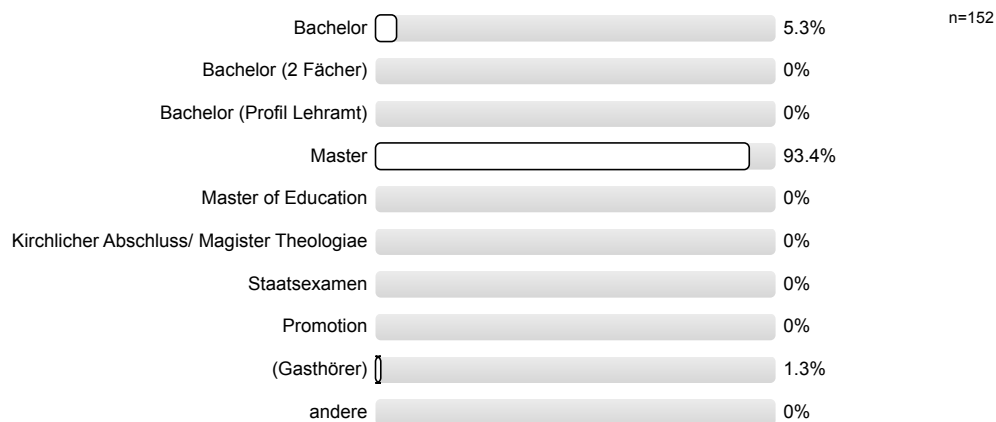 n=152
Bachelor 5.3%
Bachelor (2 Fächer) 0%
Bachelor (Profil Lehramt) 0%
Master 93.4%
Master of Education 0%
Kirchlicher Abschluss/ Magister Theologiae 0%
Staatsexamen 0%
Promotion 0%
(Gasthörer) 1.3%
andere 0%